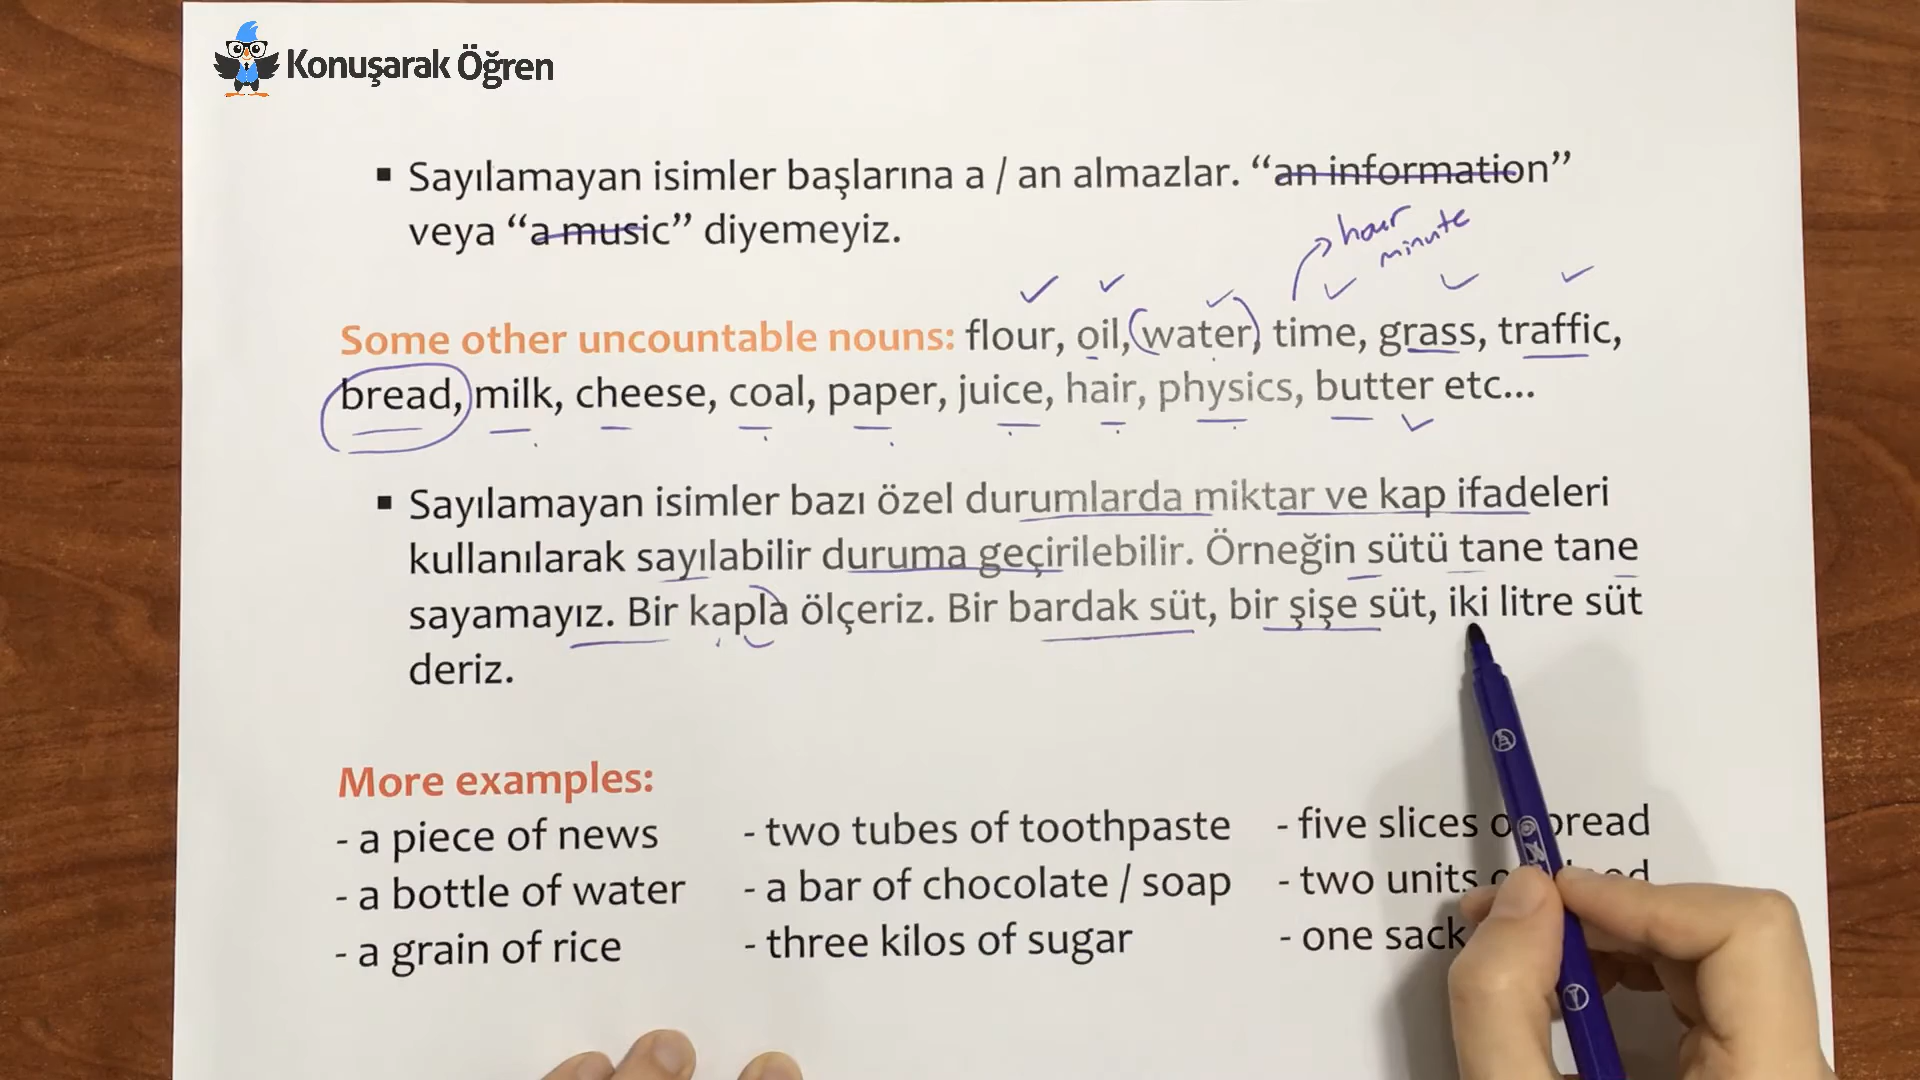 Konuşarak Öğren
▪ Sayılamayan isimler başlarına a / an almazlar. “an information”
veya “a music” diyemeyiz.
hour
minute
Some other uncountable nouns: flour, oil, water, time, grass, traffic,
bread, milk, cheese, coal, paper, juice, hair, physics, butter etc...
▪ Sayılamayan isimler bazı özel durumlarda miktar ve kap ifadeleri
kullanılarak sayılabilir duruma geçirilebilir. Örneğin sütü tane tane
sayamayız. Bir kapla ölçeriz. Bir bardak süt, bir şişe süt, iki litre süt
deriz.
More examples:
- a piece of news
- a bottle of water
- a grain of rice
- two tubes of toothpaste
- a bar of chocolate / soap
- three kilos of sugar
- five slices bread
- two units
- one sack